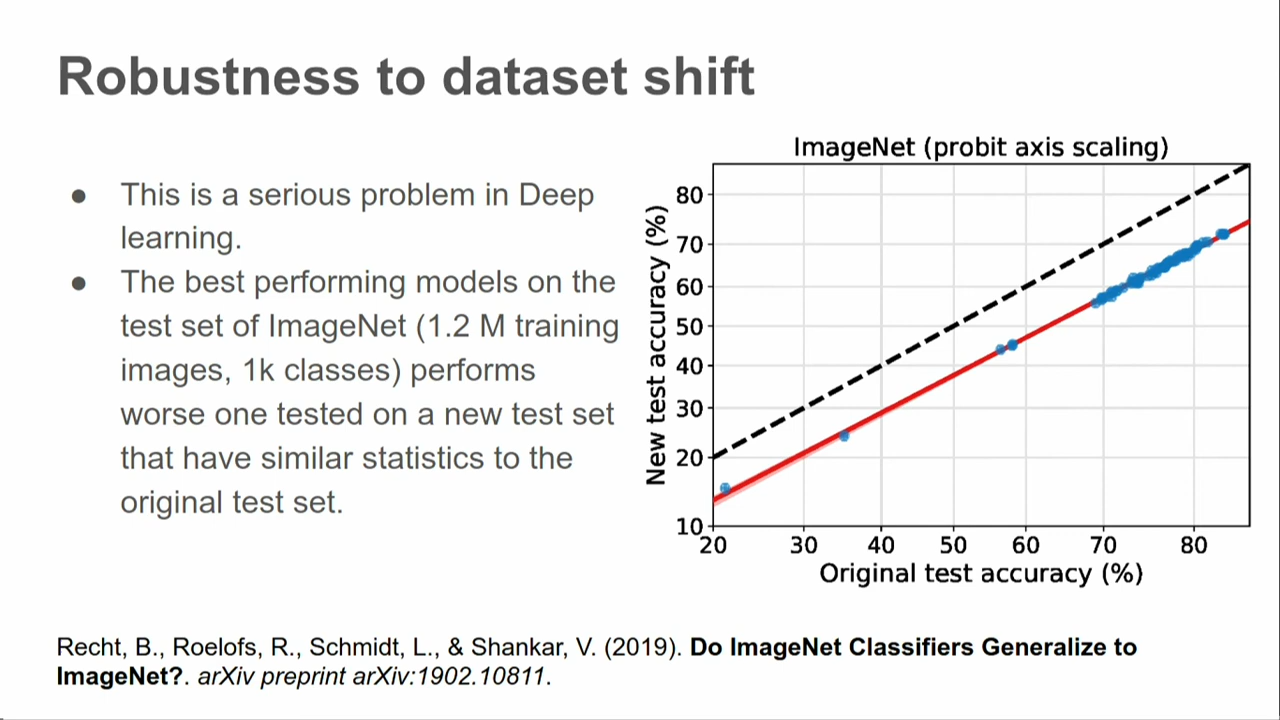 Robustness to dataset shift
● This is a serious problem in Deep
learning.
● The best performing models on the
test set of ImageNet (1.2 M training
images, 1k classes) performs
worse one tested on a new test set
that have similar statistics to the
original test set.
ImageNet (probit axis scaling)
New test accuracy (%)
80
70
60
50
40
30
20
10
20 30 40 50 60 70 80
Original test accuracy (%)
Recht, B., Roelofs, R., Schmidt, L., & Shankar, V. (2019). Do ImageNet Classifiers Generalize to
ImageNet?. arXiv preprint arXiv:1902.10811.